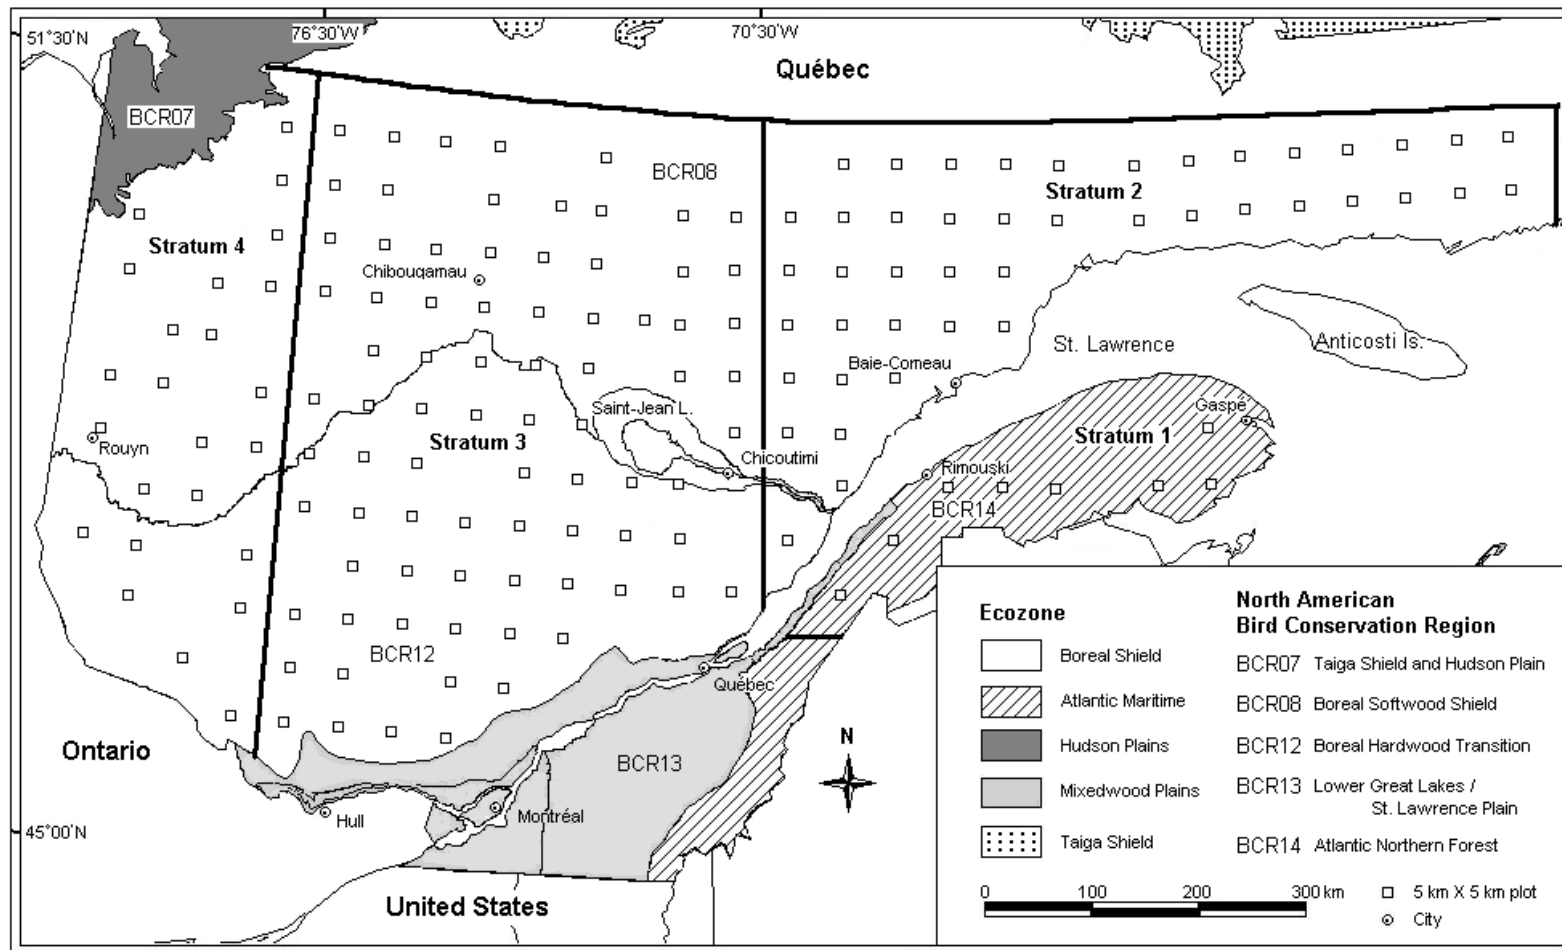 51°30'N
76°30'W
70°30'W
Québec
BCR07
BCR08
Stratum 2
Stratum 4
Chibougamau
Anticosti Is.
St. Lawrence
Baie-Comeau
Saint-Jean L.
Gaspé
Stratum 3
Stratum 1
Rouyn
Chicoutimi
Rimouski
BCR14
BCR12
Québec
Ontario
BCR13
N
Montréal
Hull
45°00'N
United States
Ecozone
Boreal Shield
Atlantic Maritime
Hudson Plains
Mixedwood Plains
Taiga Shield
North American
Bird Conservation Region
BCR07 Taiga Shield and Hudson Plain
BCR08 Boreal Softwood Shield
BCR12 Boreal Hardwood Transition
BCR13 Lower Great Lakes /
St. Lawrence Plain
BCR14 Atlantic Northern Forest
0 100 200 300 km
5 km X 5 km plot
City